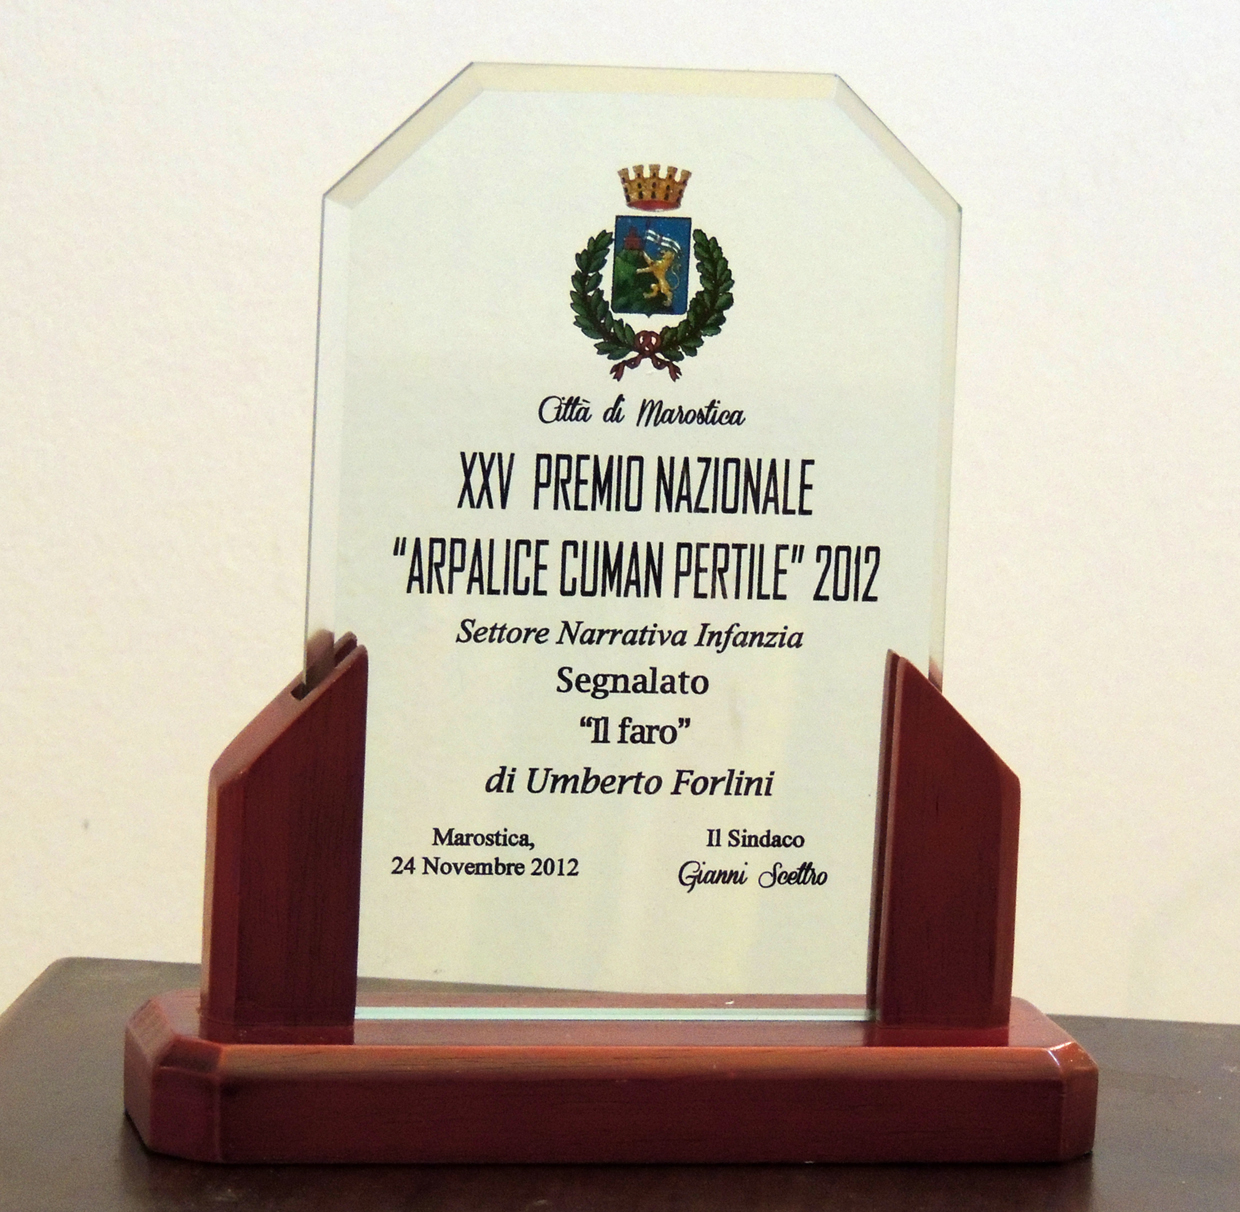 Città di Marostica
XXV PREMIO NAZIONALE
“ARPALICE CUMAN PERTILE” 2012
Settore Narrativa Infanzia
Segnalato
“Il faro”
di Umberto Forlini
Marostica,
24 Novembre 2012
Il Sindaco
Gianni Scettro